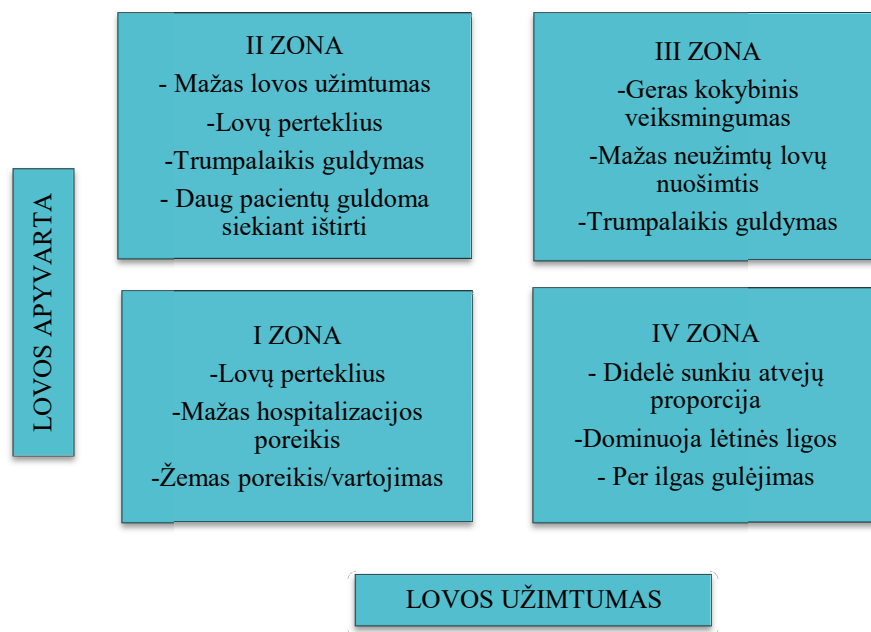 II ZONA
- Mažas lovos užimtumas
-Lovų perteklius
-Trumpalaikis guldymas
- Daug pacientų guldoma
siekiant ištirti
III ZONA
-Geras kokybinis
veiksmingumas
-Mažas neužimtų lovų
nuošimtis
-Trumpalaikis guldymas
LOVOS APYVARTA
I ZONA
-Lovų perteklius
-Mažas hospitalizacijos
poreikis
-Žemas poreikis/vartojimas
IV ZONA
- Didelė sunkiu atvejų
proporcija
-Dominuoja lėtinės ligos
- Per ilgas gulėjimas
LOVOS UŽIMTUMAS